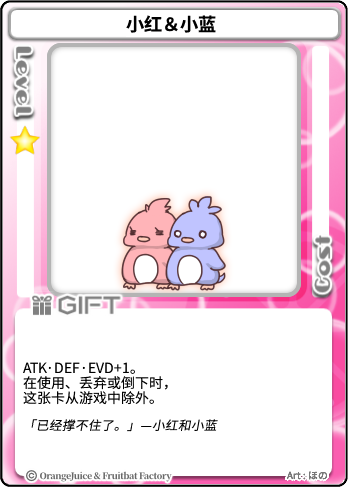 小红＆小蓝
Level
Cost
GIFT
ATK·DEF·EVD+1。
在使用、丢弃或倒下时，
这张卡从游戏中除外。
「已经撑不住了。」—小红和小蓝
© OrangeJuice & Fruitbat Factory
Art：ほの